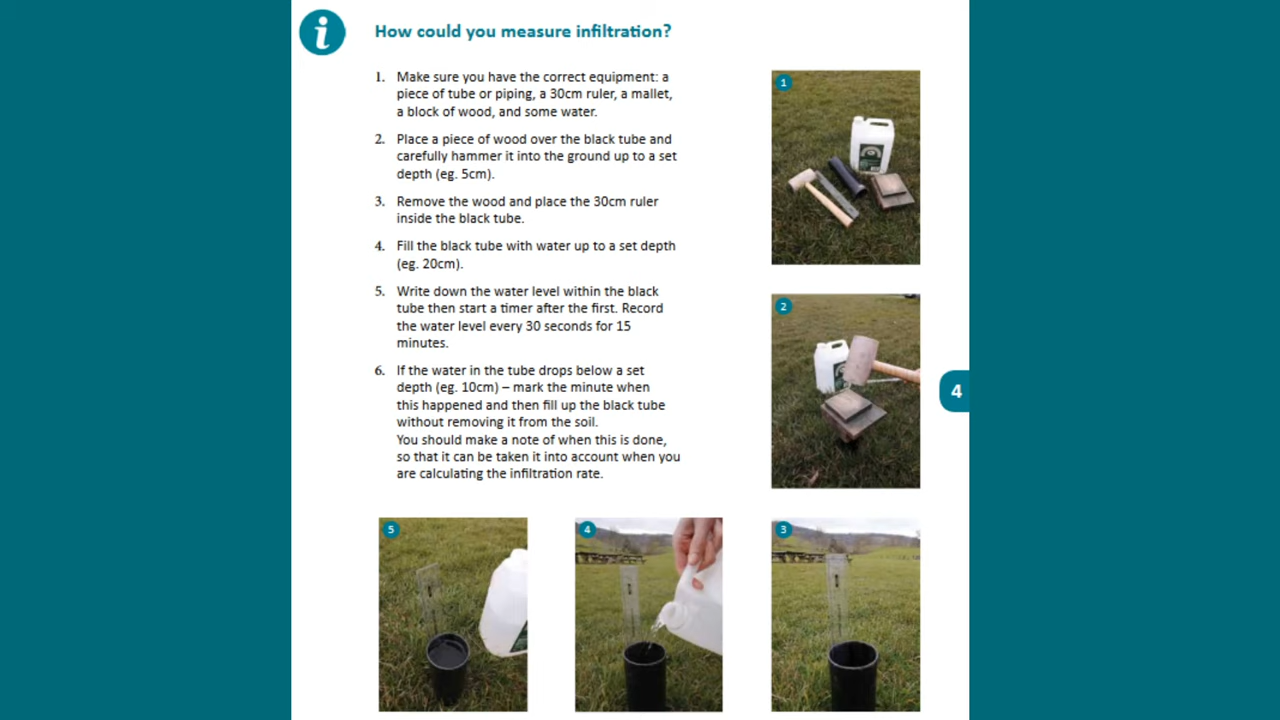 How could you measure infiltration?
1. Make sure you have the correct equipment: a
piece of tube or piping, a 30cm ruler, a mallet,
a block of wood, and some water.
2. Place a piece of wood over the black tube and
carefully hammer it into the ground up to a set
depth (eg. 5cm).
3. Remove the wood and place the 30cm ruler
inside the black tube.
4. Fill the black tube with water up to a set depth
(eg. 20cm).
5. Write down the water level within the black
tube then start a timer after the first. Record
the water level every 30 seconds for 15
minutes.
6. If the water in the tube drops below a set
depth (eg. 10cm) – mark the minute when
this happened and then fill up the black tube
without removing it from the soil.
You should make a note of when this is done,
so that it can be taken it into account when you
are calculating the infiltration rate.
1
2
4
5
4
3